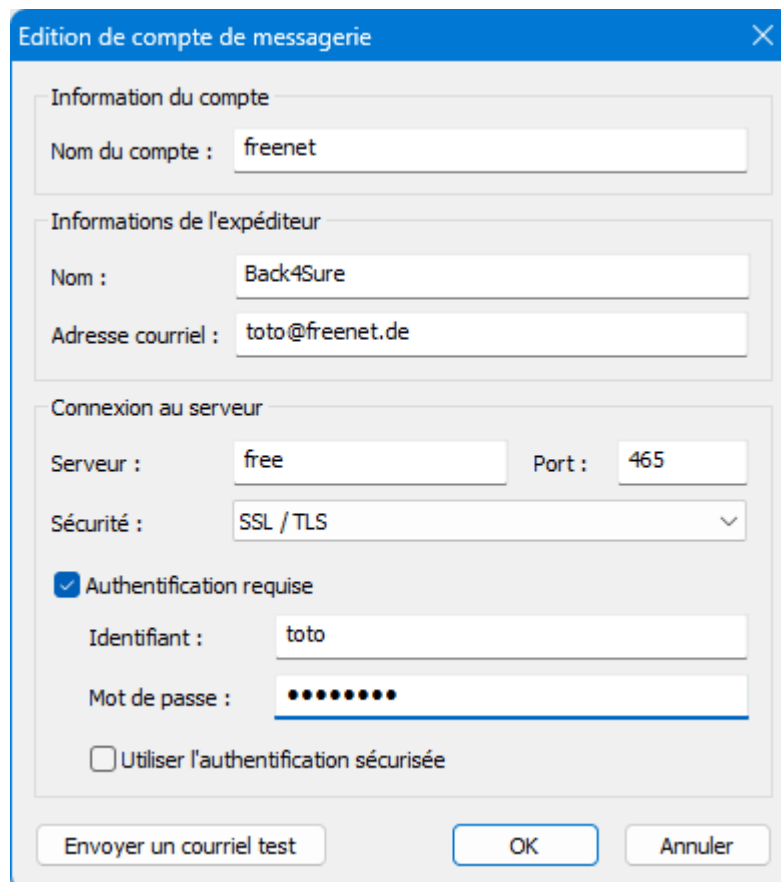 Edition de compte de messagerie
Information du compte
Nom du compte : freenet
Informations de l'expéditeur
Nom : Back4Sure
Adresse courriel : toto@freenet.de
Connexion au serveur
Serveur : free Port : 465
Sécurité : SSL / TLS
Authentification requise
Identifiant : toto
Mot de passe : ●●●●●●●●
Utiliser l'authentification sécurisée
Envoyer un courriel test OK Annuler